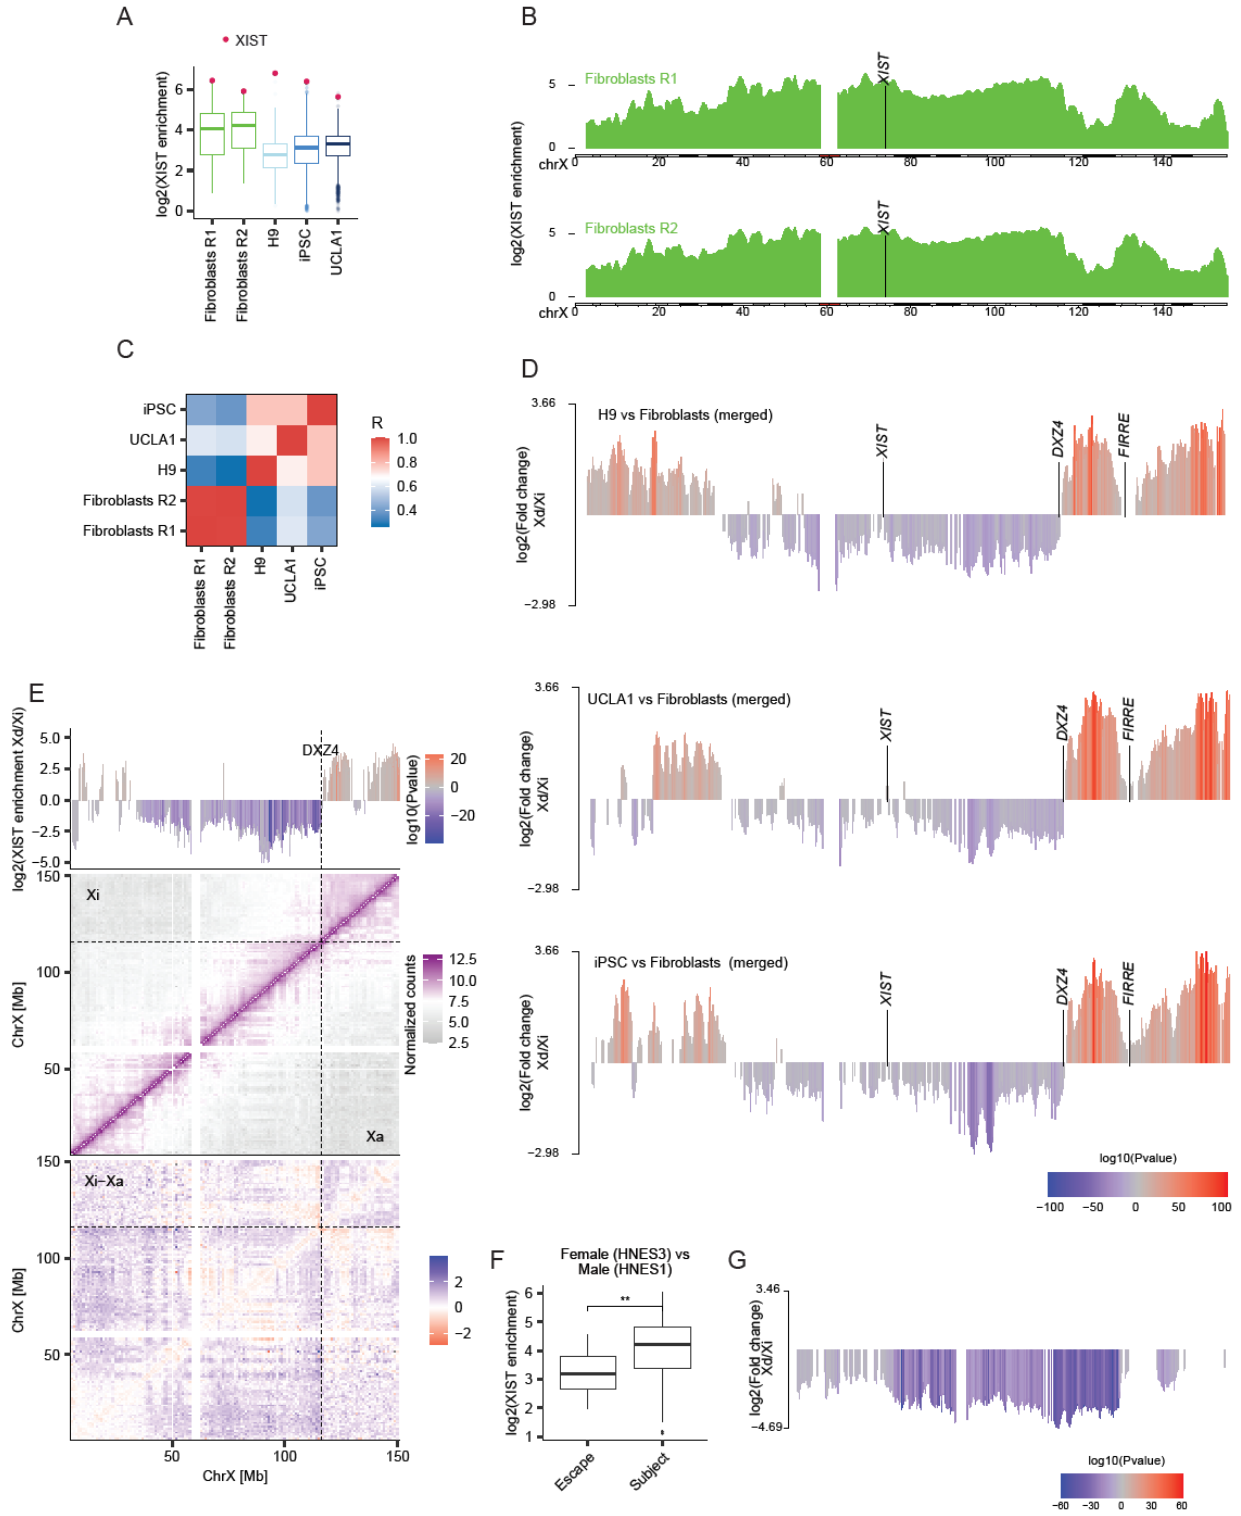 A
XIST
log2(XIST enrichment)
6
4
2
0
Fibroblasts R1
Fibroblasts R2
H9
iPSC
UCLA1
B
log2(XIST enrichment)
Fibroblasts R1
XIST
5
0
chrX
0
20
40
60
80
100
120
140
Fibroblasts R2
XIST
5
0
chrX
0
20
40
60
80
100
120
140
C
iPSC
UCLA1
H9
Fibroblasts R2
Fibroblasts R1
Fibroblasts R1
Fibroblasts R2
H9
UCLA1
iPSC
R
1.0
0.8
0.6
0.4
D
3.66
H9 vs Fibroblasts (merged)
XIST
DXZ4
FIRRE
log2(Fold change)
Xd/Xi
−2.98
3.66
UCLA1 vs Fibroblasts (merged)
XIST
DXZ4
FIRRE
log2(Fold change)
Xd/Xi
−2.98
3.66
iPSC vs Fibroblasts (merged)
XIST
DXZ4
FIRRE
log2(Fold change)
Xd/Xi
−2.98
log10(Pvalue)
−100
−50
0
50
100
E
log2(XIST enrichment Xd/Xi)
5.0
2.5
0.0
−2.5
−5.0
DXZ4
log10(Pvalue)
20
0
−20
150
100
50
ChrX [Mb]
Xi
Xa
Normalized counts
12.5
10.0
7.5
5.0
2.5
150
100
50
ChrX [Mb]
Xi−Xa
2
0
−2
50
100
150
ChrX [Mb]
F
Female (HNES3) vs
Male (HNES1)
log2(XIST enrichment)
6
5
4
3
2
1
**
Escape
Subject
G
3.46
log2(Fold change)
Xd/Xi
−4.69
log10(Pvalue)
−60
−30
0
30
60